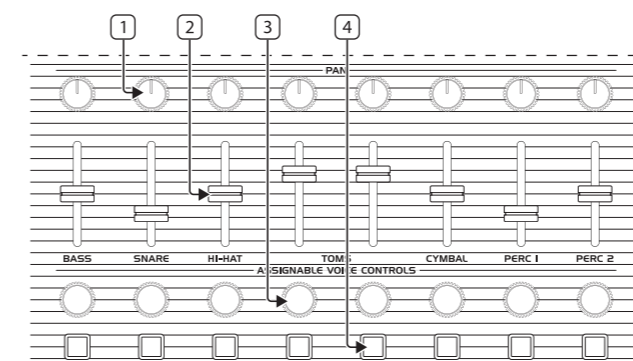 1 2 3 4
PAN
BASS SNARE HI-HAT TOMS CYMBAL PERC 1 PERC 2
ASSIGNABLE VOICE CONTROLS